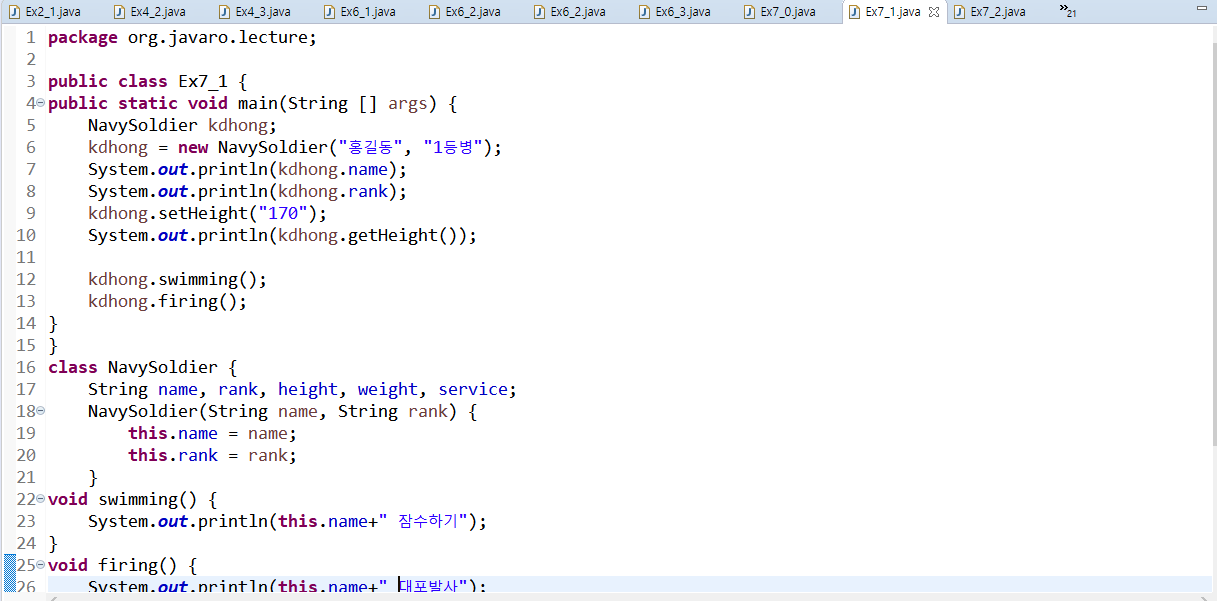 Ex2_1.java Ex4_2.java Ex4_3.java Ex6_1.java Ex6_2.java Ex6_2.java Ex6_3.java Ex7_0.java Ex7_1.java Ex7_2.java »21
1 package org.javaro.lecture;
2
3 public class Ex7_1 {
4 public static void main(String [] args) {
5     NavySoldier kdhong;
6     kdhong = new NavySoldier("홍길동", "1등병");
7     System.out.println(kdhong.name);
8     System.out.println(kdhong.rank);
9     kdhong.setHeight("170");
10     System.out.println(kdhong.getHeight());
11
12     kdhong.swimming();
13     kdhong.firing();
14 }
15 }
16 class NavySoldier {
17     String name, rank, height, weight, service;
18     NavySoldier(String name, String rank) {
19         this.name = name;
20         this.rank = rank;
21     }
22 void swimming() {
23     System.out.println(this.name+" 잠수하기");
24 }
25 void firing() {
26     System.out.println(this.name+" 대포발사");